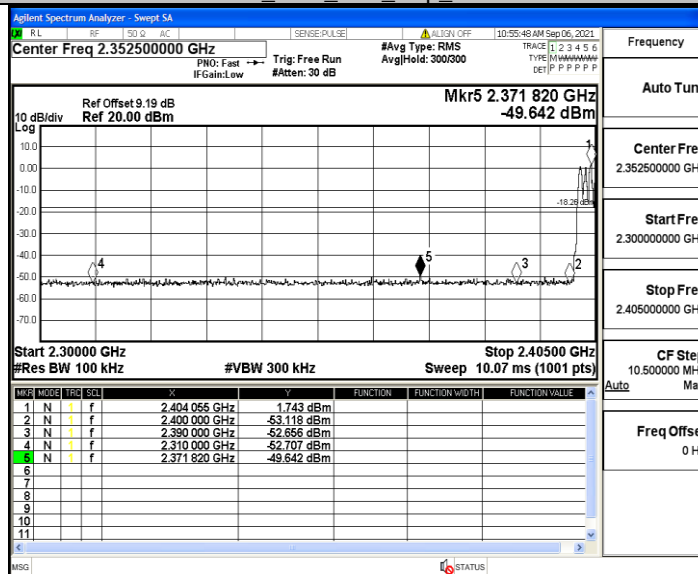 Agilent Spectrum Analyzer - Swept SA
RL RF 50 Ω AC SENSE:PULSE ALIGN OFF 10:55:48 AM Sep 06, 2021
Center Freq 2.352500000 GHz
PNO: Fast
IFGain:Low
Trig: Free Run
#Atten: 30 dB
#Avg Type: RMS
Avg|Hold: 300/300
TRACE 1 2 3 4 5 6
TYPE M
DET P P P P P P
Ref Offset 9.19 dB
10 dB/div Ref 20.00 dBm
Log
Mkr5 2.371 820 GHz
-49.642 dBm
10.0
0.00
-10.0
-20.0
-30.0
-40.0
-50.0
-60.0
-70.0
1
4
5
3
2
Start 2.30000 GHz Stop 2.40500 GHz
#Res BW 100 kHz #VBW 300 kHz Sweep 10.07 ms (1001 pts)
MKR MODE TRC SCL X Y FUNCTION FUNCTION WIDTH FUNCTION VALUE
1 N 1 f 2.404 055 GHz 1.743 dBm
2 N 1 f 2.400 000 GHz -53.118 dBm
3 N 1 f 2.390 000 GHz -52.656 dBm
4 N 1 f 2.310 000 GHz -52.707 dBm
5 N 1 f 2.371 820 GHz -49.642 dBm
6
7
8
9
10
11
MSG STATUS
Frequency
Auto Tun
Center Fre
2.352500000 GH
Start Fre
2.300000000 GH
Stop Fre
2.405000000 GH
CF Ste
10.500000 MH
Auto Ma
Freq Offse
0 H